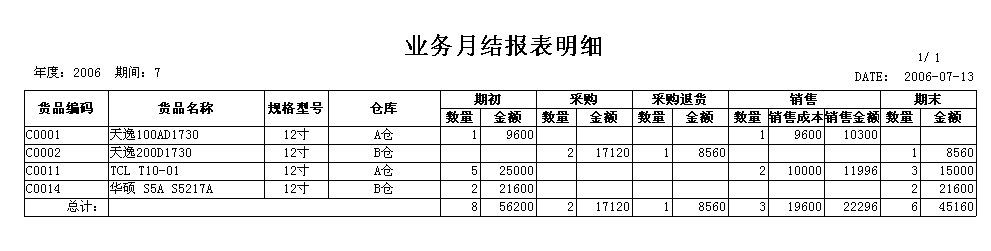 业务月结报表明细
1/ 1
年度：2006 期间：7
DATE: 2006-07-13
货品编码 货品名称 规格型号 仓库 期初 采购 采购退货 销售 期末
数量 金额 数量 金额 数量 金额 数量 销售成本 销售金额 数量 金额
C0001 天逸100AD1730 12寸 A仓 1 9600 1 9600 10300
C0002 天逸200D1730 12寸 B仓 2 17120 1 8560 1 8560
C0011 TCL T10-01 12寸 A仓 5 25000 2 10000 11996 3 15000
C0014 华硕 S5A S5217A 12寸 B仓 2 21600 2 21600
总计： 8 56200 2 17120 1 8560 3 19600 22296 6 45160